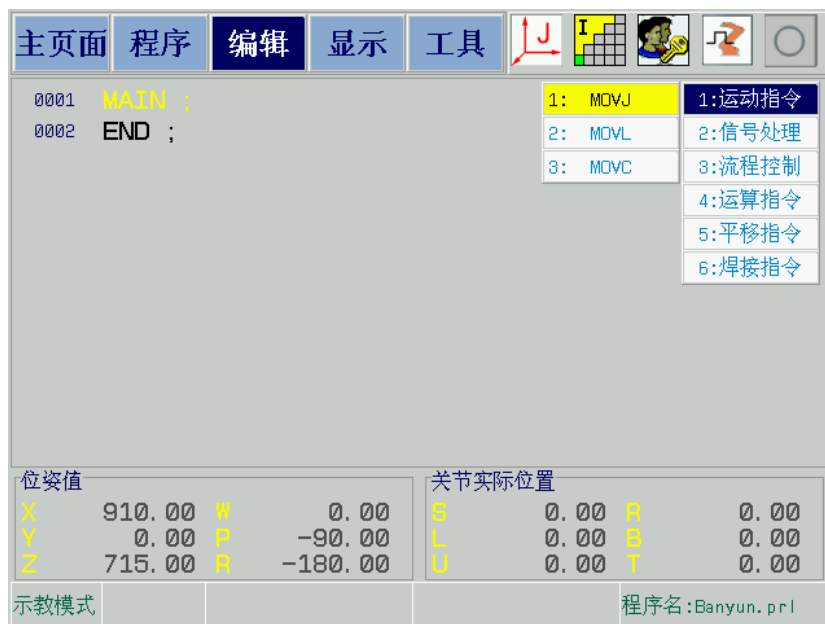 主页面 程序 编辑 显示 工具 J I
0001 MAIN ; 1: MOVJ 1:运动指令
0002 END ; 2: MOVL 2:信号处理
3: MOVC 3:流程控制
4:运算指令
5:平移指令
6:焊接指令
位姿值 关节实际位置
X 910.00 W 0.00 S 0.00 R 0.00
Y 0.00 P -90.00 L 0.00 B 0.00
Z 715.00 R -180.00 U 0.00 T 0.00
示教模式 程序名:Banyun.prl